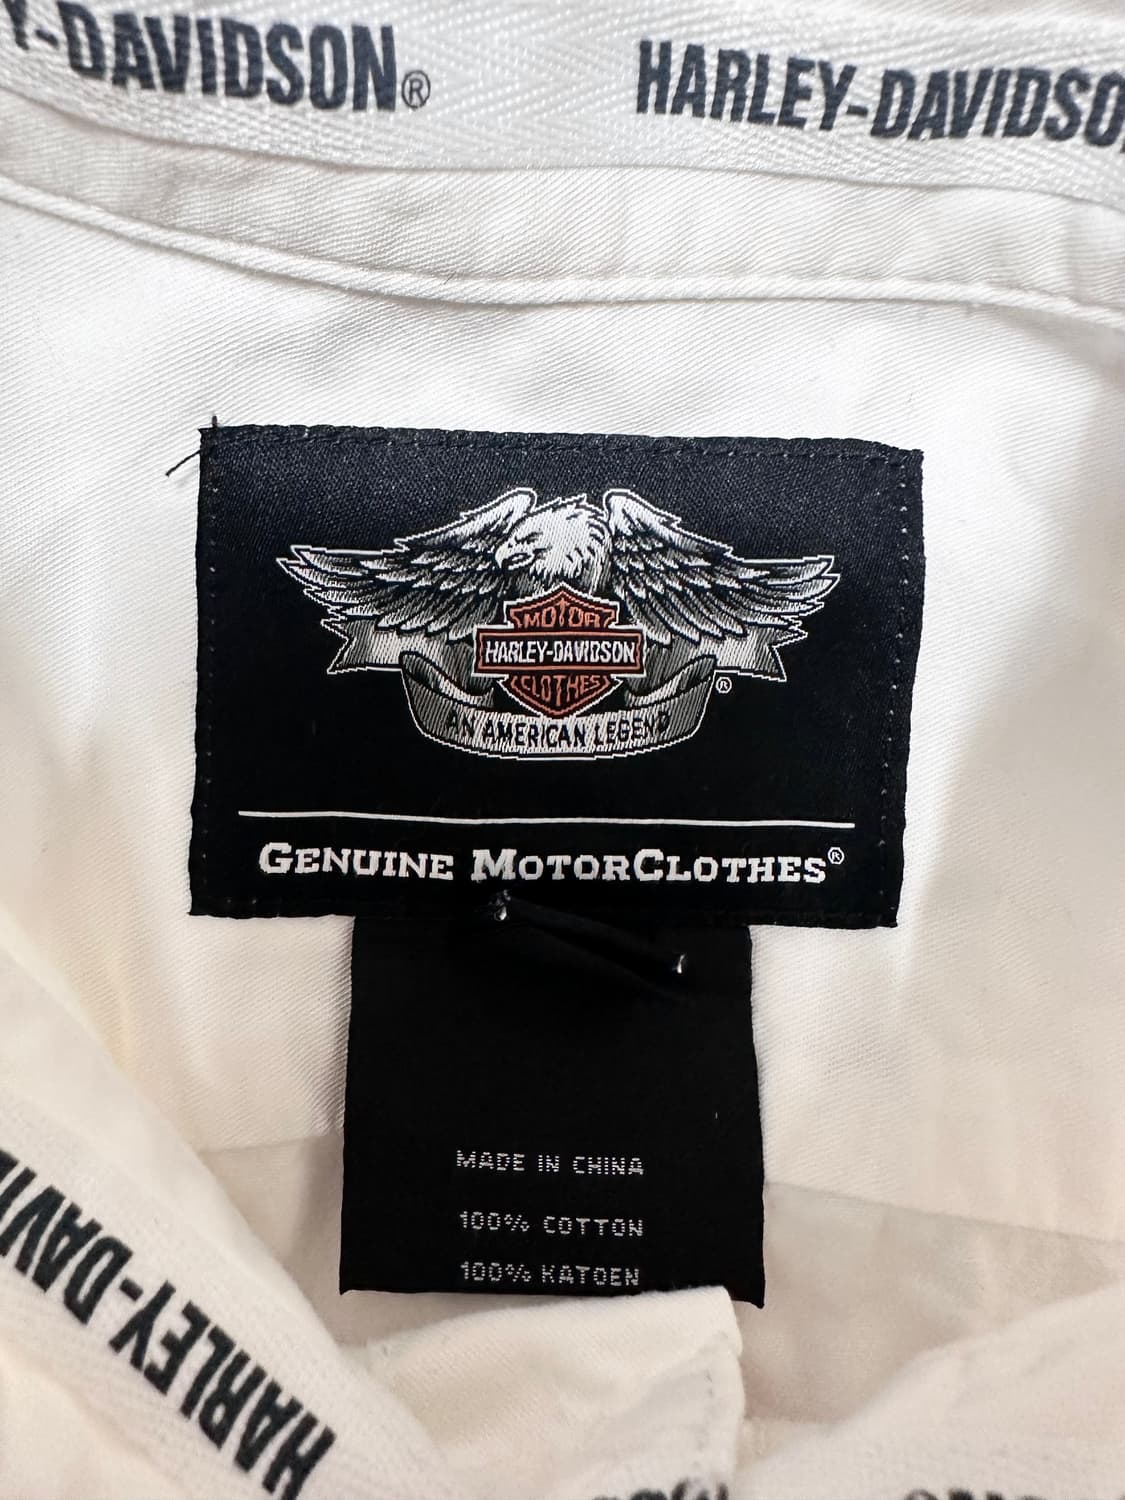 Y-DAVIDSON® HARLEY-DAVIDSO
MOTOR
HARLEY-DAVIDSON
CLOTHES
®
AN AMERICAN LEGEND
GENUINE MOTORCLOTHES®
MADE IN CHINA
100% COTTON
100% KATOEN
HARLEY-DAVI